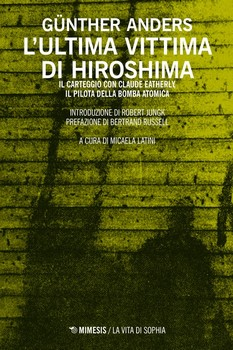 GÜNTHER ANDERS
L'ULTIMA VITTIMA
DI HIROSHIMA
IL CARTEGGIO CON CLAUDE EATHERLY
IL PILOTA DELLA BOMBA ATOMICA
INTRODUZIONE DI ROBERT JUNGK
PREFAZIONE DI BERTRAND RUSSELL
A CURA DI MICAELA LATINI
MIMESIS / LA VITA DI SOPHIA